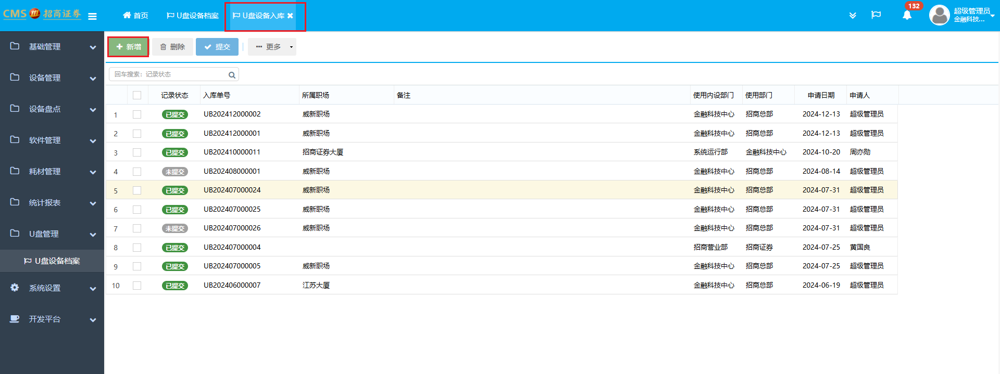 CMS 招商证券
首页
U盘设备档案
U盘设备入库
132
超级管理员
金融科技...
基础管理
设备管理
设备盘点
软件管理
耗材管理
统计报表
U盘管理
U盘设备档案
系统设置
开发平台
新增 删除 提交 更多
回车搜索：记录状态
记录状态 入库单号 所属职场 备注 使用内设部门 使用部门 申请日期 申请人
1 已提交 UB202412000002 威新职场 金融科技中心 招商总部 2024-12-13 超级管理员
2 已提交 UB202412000001 威新职场 金融科技中心 招商总部 2024-12-13 超级管理员
3 已提交 UB202410000011 招商证券大厦 系统运行部 金融科技中心 2024-10-20 周亦勋
4 未提交 UB202408000001 威新职场 金融科技中心 招商总部 2024-08-14 超级管理员
5 已提交 UB202407000024 威新职场 金融科技中心 招商总部 2024-07-31 超级管理员
6 已提交 UB202407000025 威新职场 金融科技中心 招商总部 2024-07-31 超级管理员
7 未提交 UB202407000026 威新职场 金融科技中心 招商总部 2024-07-31 超级管理员
8 已提交 UB202407000004 招商营业部 招商证券 2024-07-25 黄国良
9 已提交 UB202407000005 威新职场 金融科技中心 招商总部 2024-07-25 超级管理员
10 已提交 UB202406000007 江苏大厦 金融科技中心 招商总部 2024-06-19 超级管理员